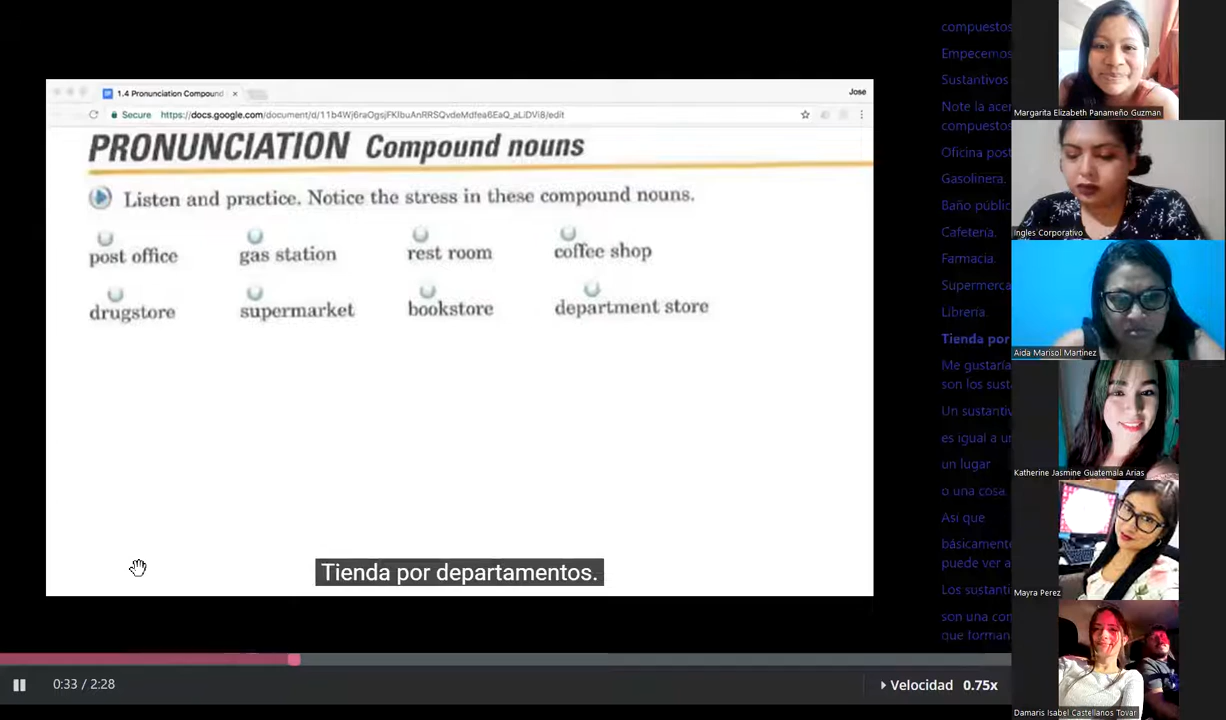 1.4 Pronunciation Compound
Jose
Secure
https://docs.google.com/document/d/11b4Wj6raOgsjFKlbuAnRRSQvdeMdfea6EaQ_aLiDVi8/edit
PRONUNCIATION Compound nouns
Listen and practice. Notice the stress in these compound nouns.
post office gas station rest room coffee shop
drugstore supermarket bookstore department store
Tienda por departamentos.
0:33 / 2:28
Velocidad 0.75x
compuestos
Empecemos
Sustantivos
Note la
compuestos
Oficina post
Gasolinera.
Baño públic
Cafetería.
Farmacia.
Supermerca
Librería.
Tienda por
Me gustaría
son los sust
Un sustantiv
es igual a un
un lugar
o una cosa.
Así que
básicamente
puede ver a
Los sustanti
son una con
que forman
Margarita Elizabeth Panameño Guzman
Ingles Corporativo
Aida Marisol Martinez
Katherine Jasmine Guatemala Arias
Mayra Perez
Damaris Isabel Castellanos Tovar